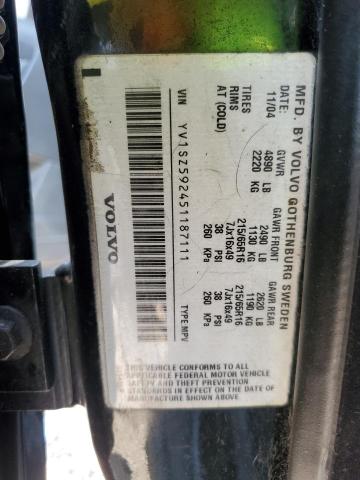 MFD. BY VOLVO GOTHENBURG SWEDEN
11/04 GVWR GAWR FRONT GAWR REAR
4890 LB 2490 LB 2620 LB
2220 KG 1130 KG 1190 KG
TIRES 215/65R16 215/65R16
RIMS 7Jx16x49 7Jx16x49
AT (COLD) 38 PSI 38 PSI
260 KPa 260 KPa
VIN YV1SZ592451187111 TYPE:MPV
VOLVO
THIS VEHICLE CONFORMS TO ALL
APPLICABLE FEDERAL MOTOR VEHICLE
SAFETY AND THEFT PREVENTION
STANDARDS IN EFFECT ON THE DATE OF
MANUFACTURE SHOWN ABOVE.